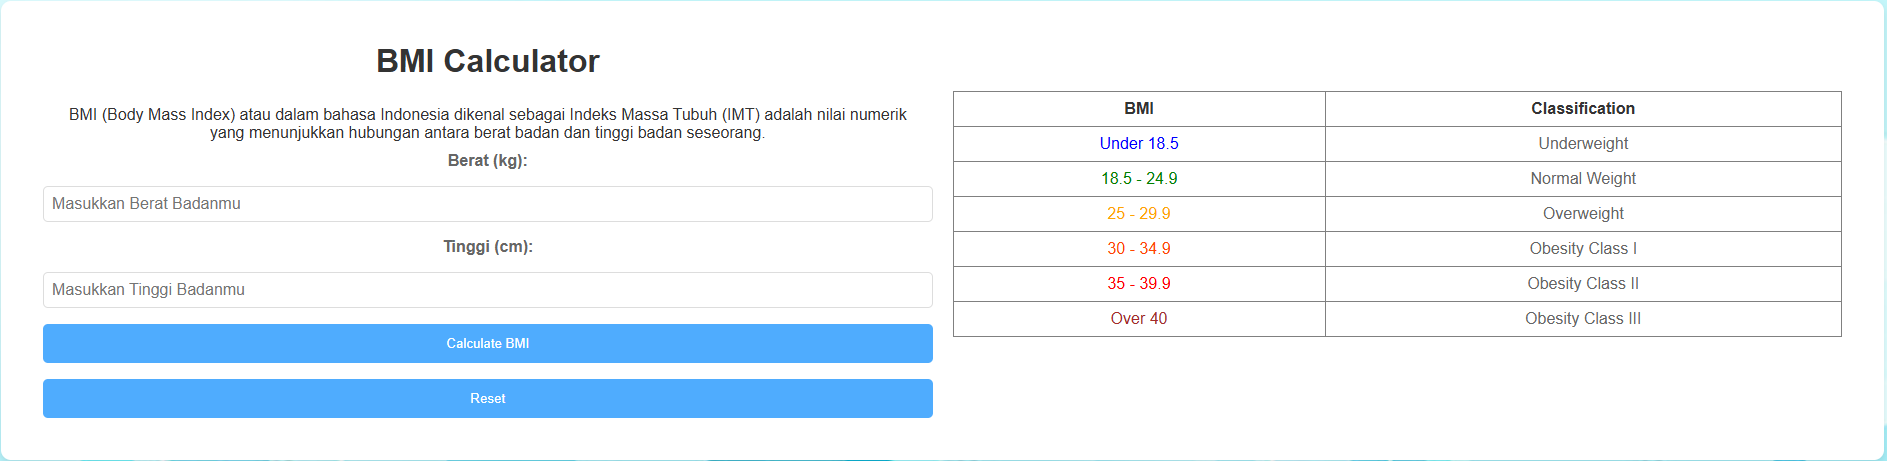 BMI Calculator
BMI (Body Mass Index) atau dalam bahasa Indonesia dikenal sebagai Indeks Massa Tubuh (IMT) adalah nilai numerik
yang menunjukkan hubungan antara berat badan dan tinggi badan seseorang.
Berat (kg):
Masukkan Berat Badanmu
Tinggi (cm):
Masukkan Tinggi Badanmu
Calculate BMI
Reset
BMI Classification
Under 18.5 Underweight
18.5 - 24.9 Normal Weight
25 - 29.9 Overweight
30 - 34.9 Obesity Class I
35 - 39.9 Obesity Class II
Over 40 Obesity Class III